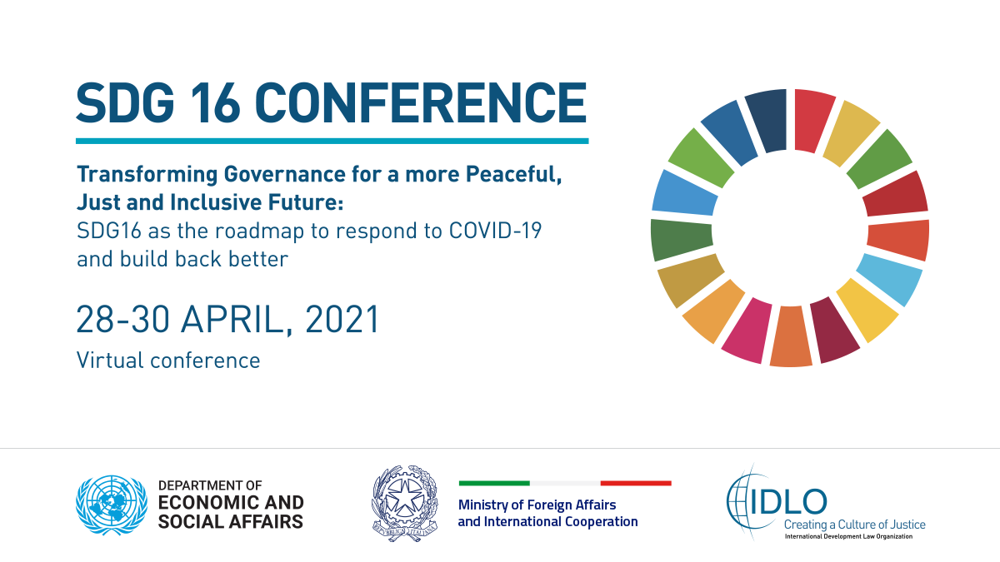 SDG 16 CONFERENCE
Transforming Governance for a more Peaceful,
Just and Inclusive Future:
SDG16 as the roadmap to respond to COVID-19
and build back better
28-30 APRIL, 2021
Virtual conference
DEPARTMENT OF
ECONOMIC AND
SOCIAL AFFAIRS
REPVBBLICA ITALIANA
Ministry of Foreign Affairs
and International Cooperation
IDLO
Creating a Culture of Justice
International Development Law Organization